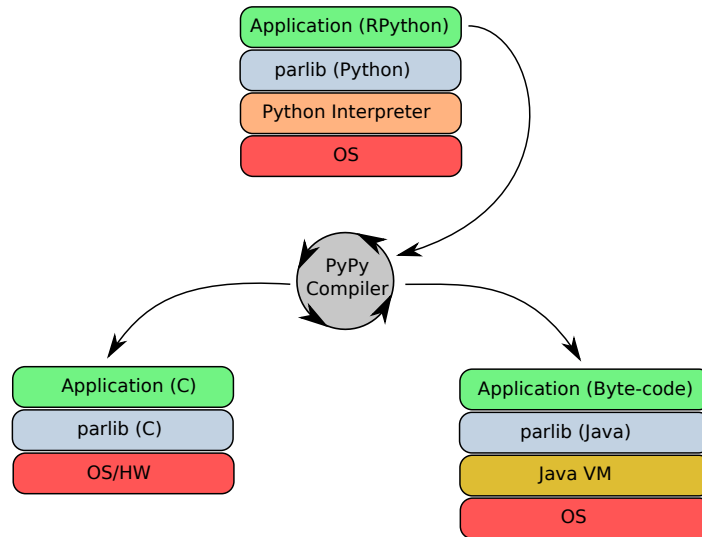 Application (RPython)
parlib (Python)
Python Interpreter
OS
PyPy
Compiler
Application (C)
parlib (C)
OS/HW
Application (Byte-code)
parlib (Java)
Java VM
OS